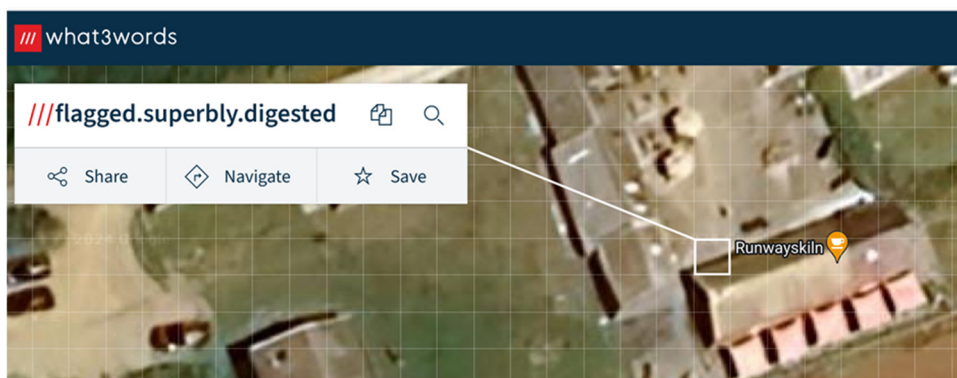 /// what3words
///flagged.superbly.digested
Share Navigate Save
Runwayskiln